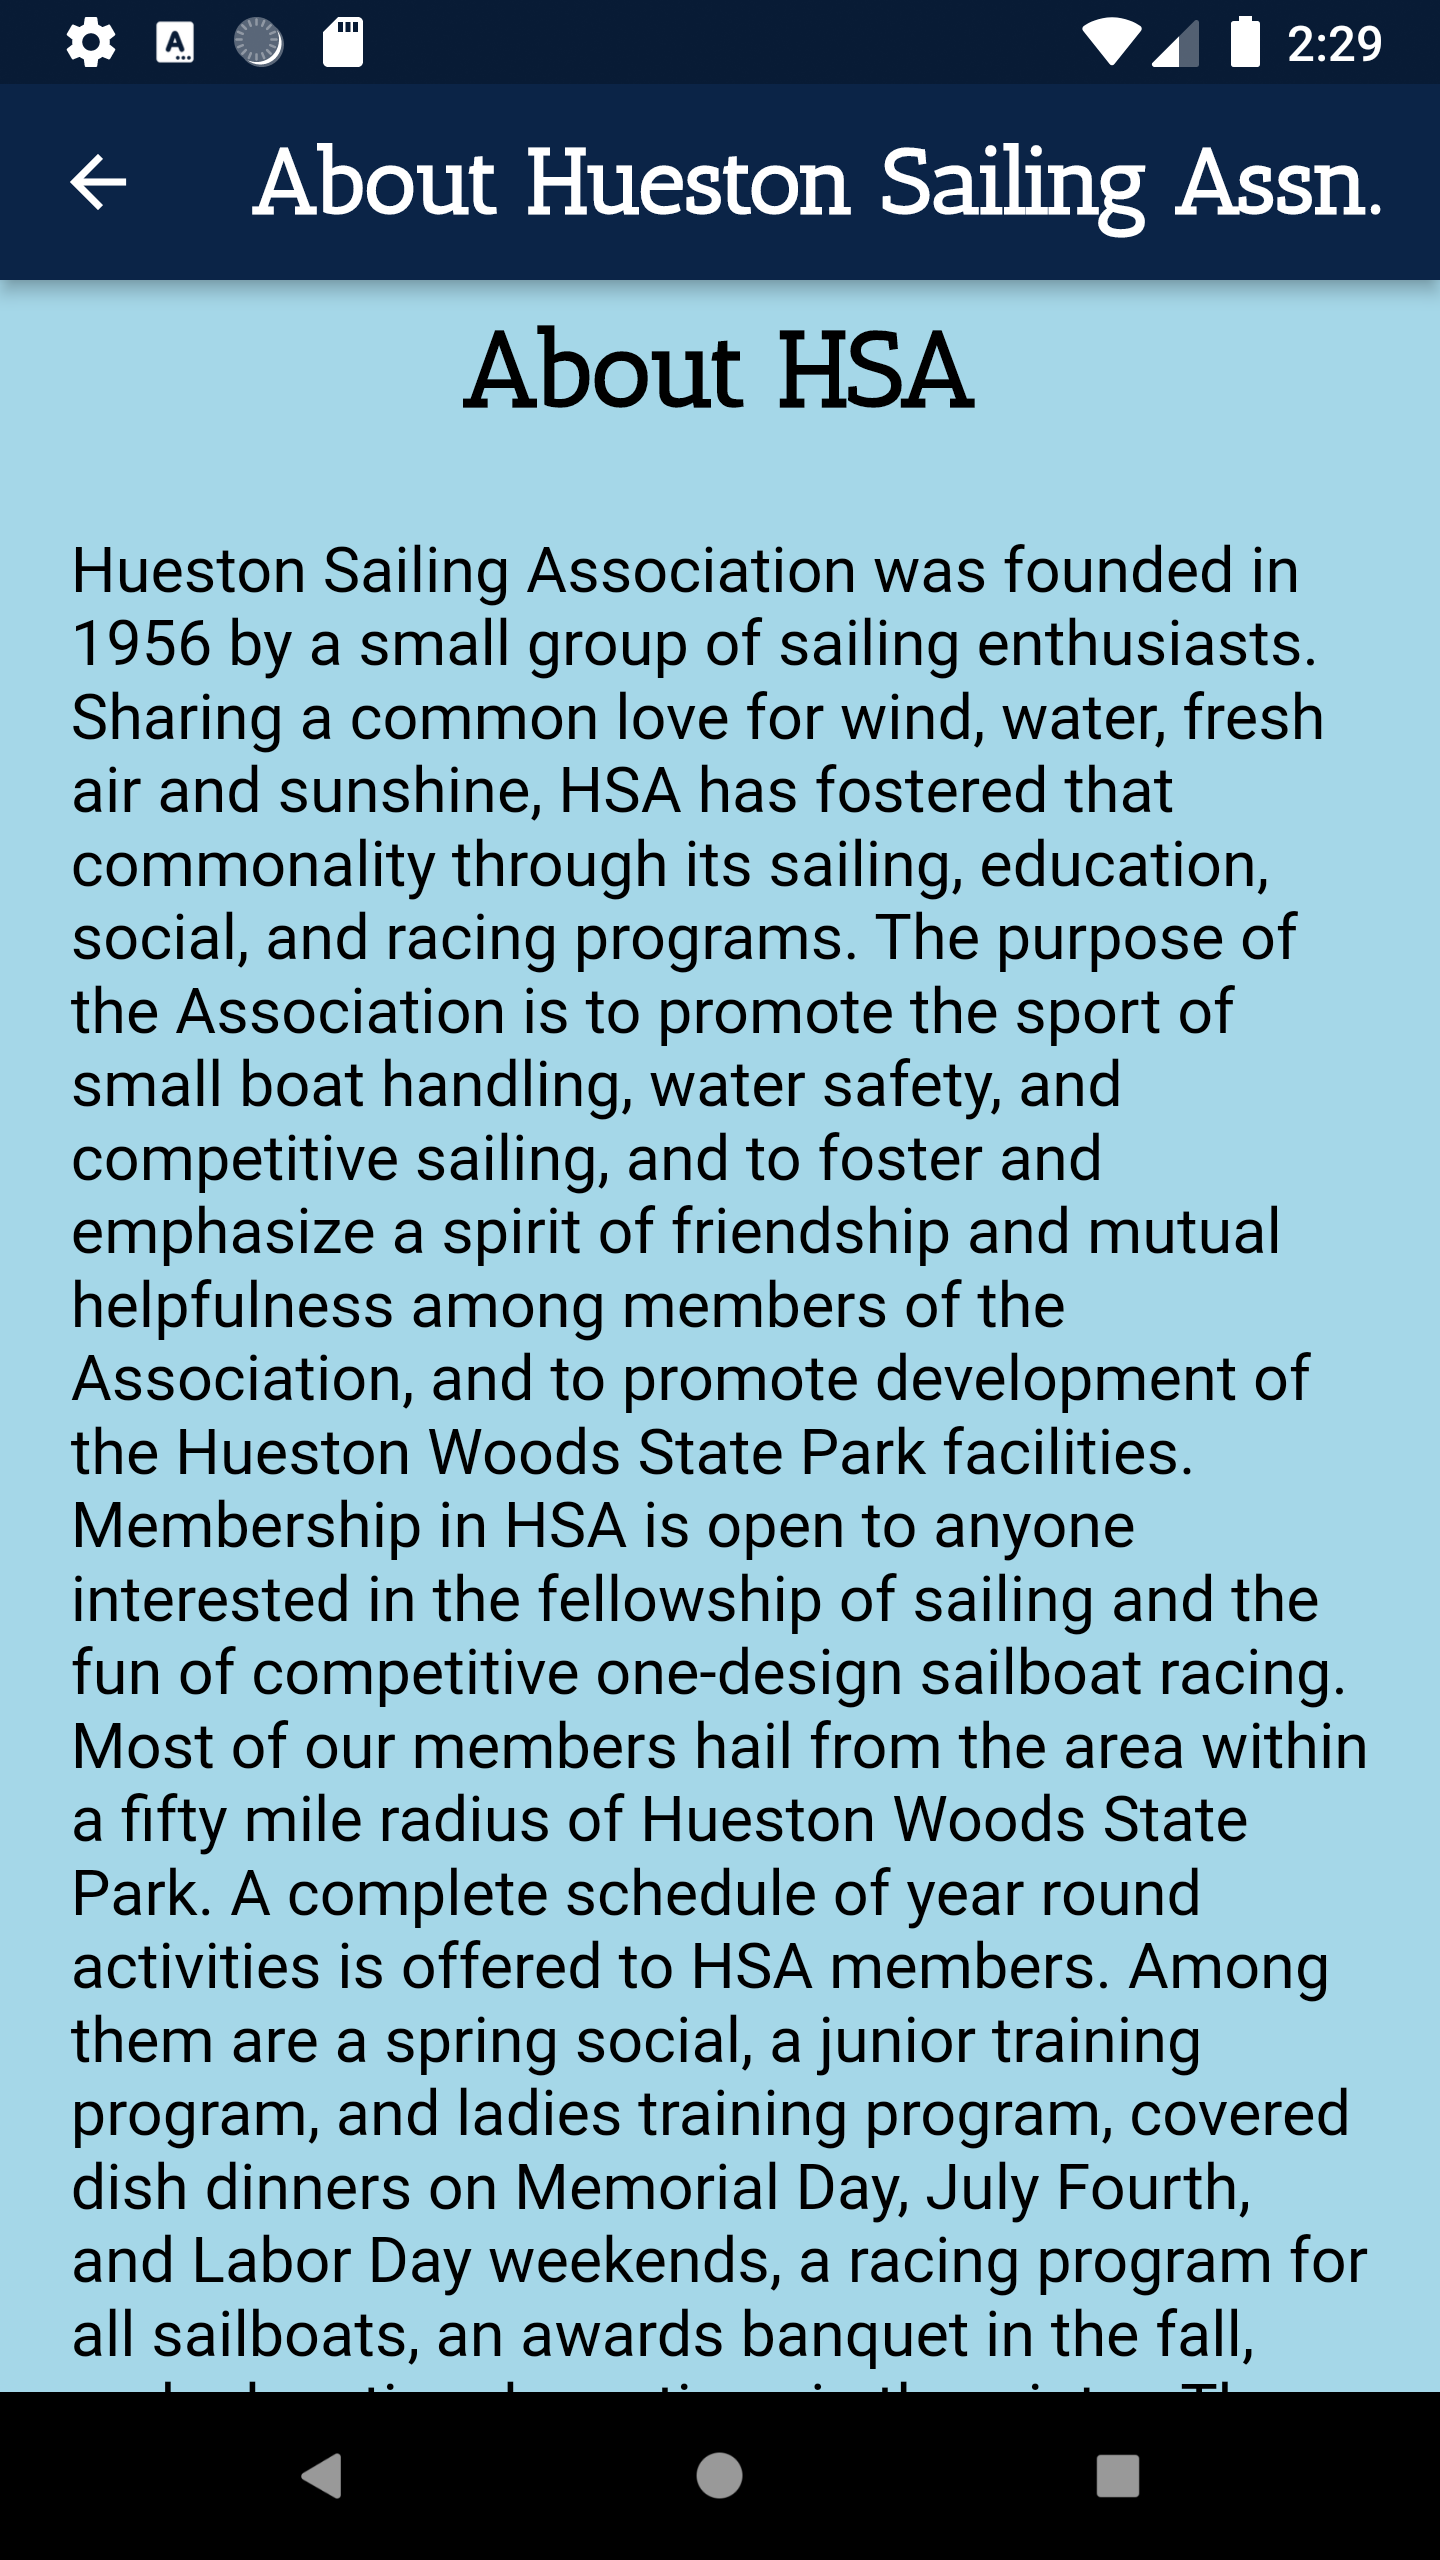 2:29
About Hueston Sailing Assn.
About HSA
Hueston Sailing Association was founded in
1956 by a small group of sailing enthusiasts.
Sharing a common love for wind, water, fresh
air and sunshine, HSA has fostered that
commonality through its sailing, education,
social, and racing programs. The purpose of
the Association is to promote the sport of
small boat handling, water safety, and
competitive sailing, and to foster and
emphasize a spirit of friendship and mutual
helpfulness among members of the
Association, and to promote development of
the Hueston Woods State Park facilities.
Membership in HSA is open to anyone
interested in the fellowship of sailing and the
fun of competitive one-design sailboat racing.
Most of our members hail from the area within
a fifty mile radius of Hueston Woods State
Park. A complete schedule of year round
activities is offered to HSA members. Among
them are a spring social, a junior training
program, and ladies training program, covered
dish dinners on Memorial Day, July Fourth,
and Labor Day weekends, a racing program for
all sailboats, an awards banquet in the fall,